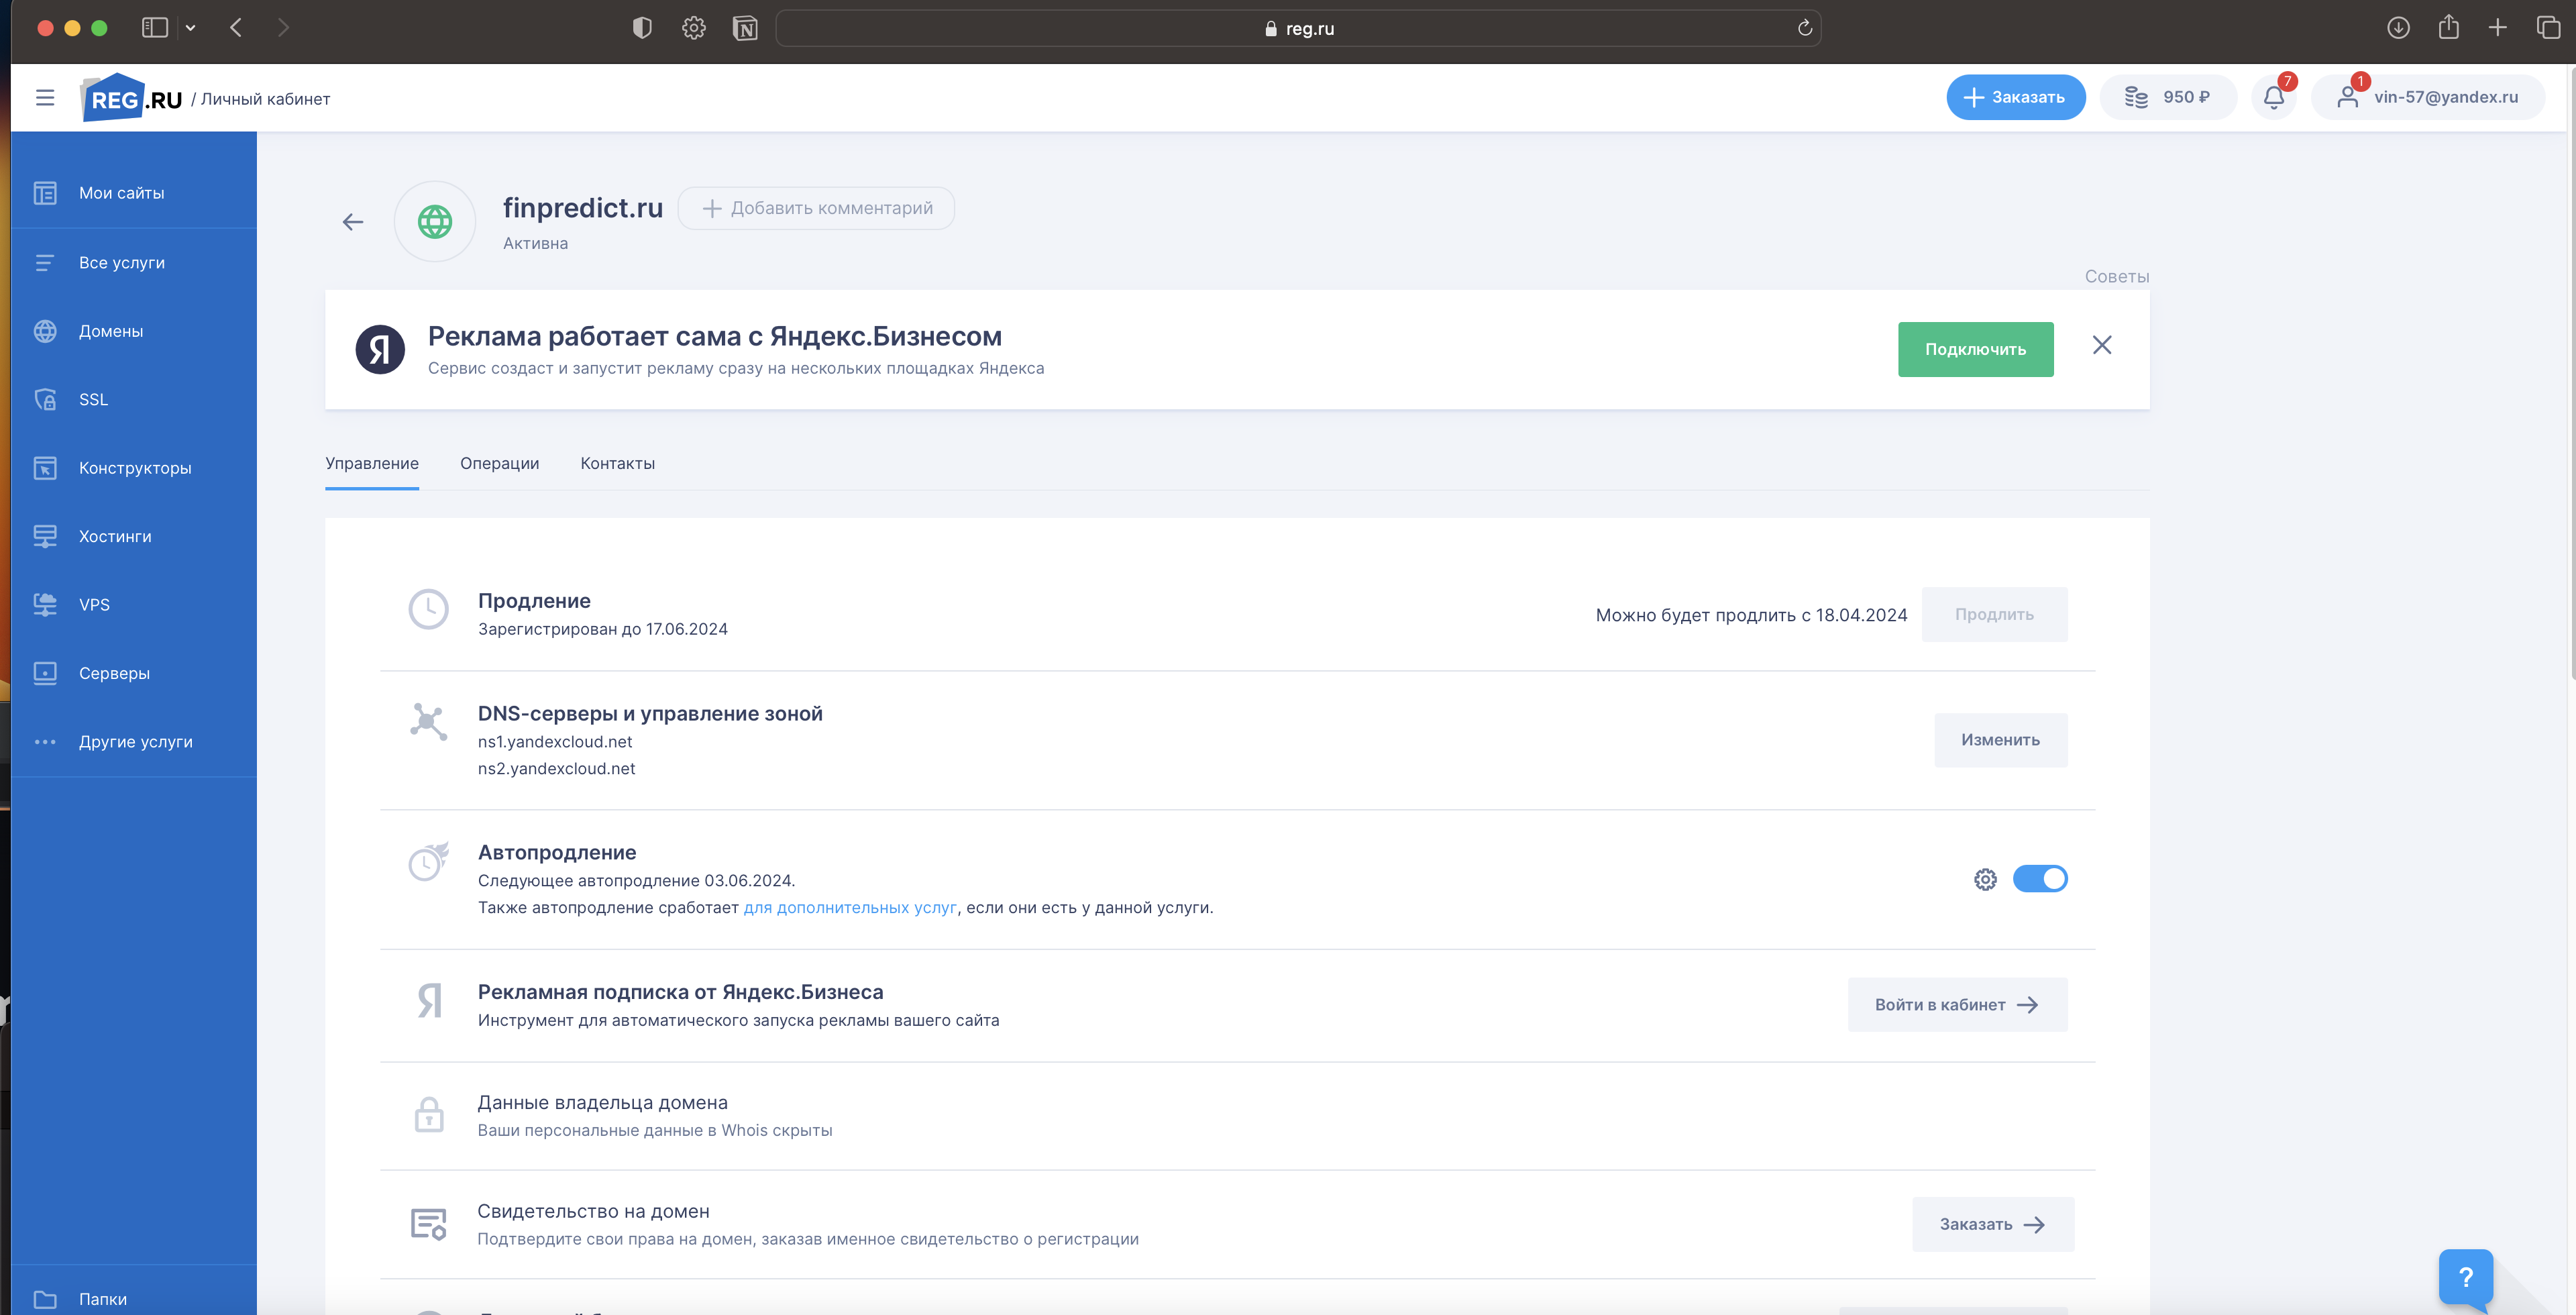 reg.ru
REG.RU / Личный кабинет
Заказать
950 ₽
7
1
vin-57@yandex.ru
Мои сайты
Все услуги
Домены
SSL
Конструкторы
Хостинги
VPS
Серверы
Другие услуги
Папки
finpredict.ru
Добавить комментарий
Активна
Советы
Я
Реклама работает сама с Яндекс.Бизнесом
Сервис создаст и запустит рекламу сразу на нескольких площадках Яндекса
Подключить
Управление Операции Контакты
Продление
Зарегистрирован до 17.06.2024
Можно будет продлить с 18.04.2024
Продлить
DNS-серверы и управление зоной
ns1.yandexcloud.net
ns2.yandexcloud.net
Изменить
Автопродление
Следующее автопродление 03.06.2024.
Также автопродление сработает для дополнительных услуг, если они есть у данной услуги.
Я
Рекламная подписка от Яндекс.Бизнеса
Инструмент для автоматического запуска рекламы вашего сайта
Войти в кабинет
Данные владельца домена
Ваши персональные данные в Whois скрыты
Свидетельство на домен
Подтвердите свои права на домен, заказав именное свидетельство о регистрации
Заказать
?